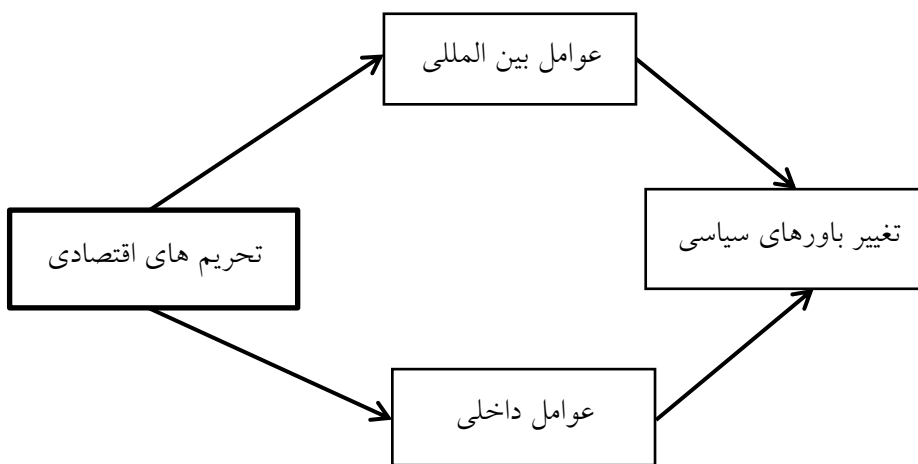 عوامل بین المللی
تغییر باورهای سیاسی
تحریم های اقتصادی
عوامل داخلی